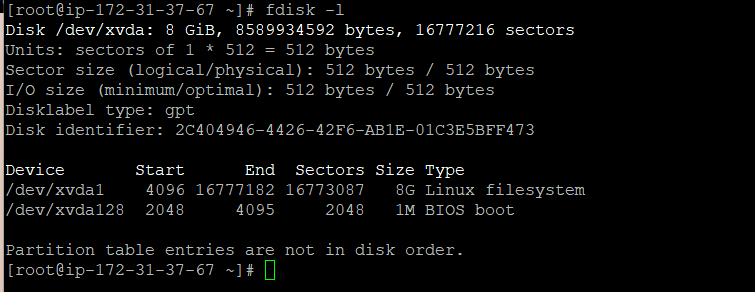 [root@ip-172-31-37-67 ~]# fdisk -l
Disk /dev/xvda: 8 GiB, 8589934592 bytes, 16777216 sectors
Units: sectors of 1 * 512 = 512 bytes
Sector size (logical/physical): 512 bytes / 512 bytes
I/O size (minimum/optimal): 512 bytes / 512 bytes
Disklabel type: gpt
Disk identifier: 2C404946-4426-42F6-AB1E-01C3E5BFF473

Device       Start      End  Sectors Size Type
/dev/xvda1    4096 16777182 16773087   8G Linux filesystem
/dev/xvda128  2048     4095     2048   1M BIOS boot

Partition table entries are not in disk order.
[root@ip-172-31-37-67 ~]#